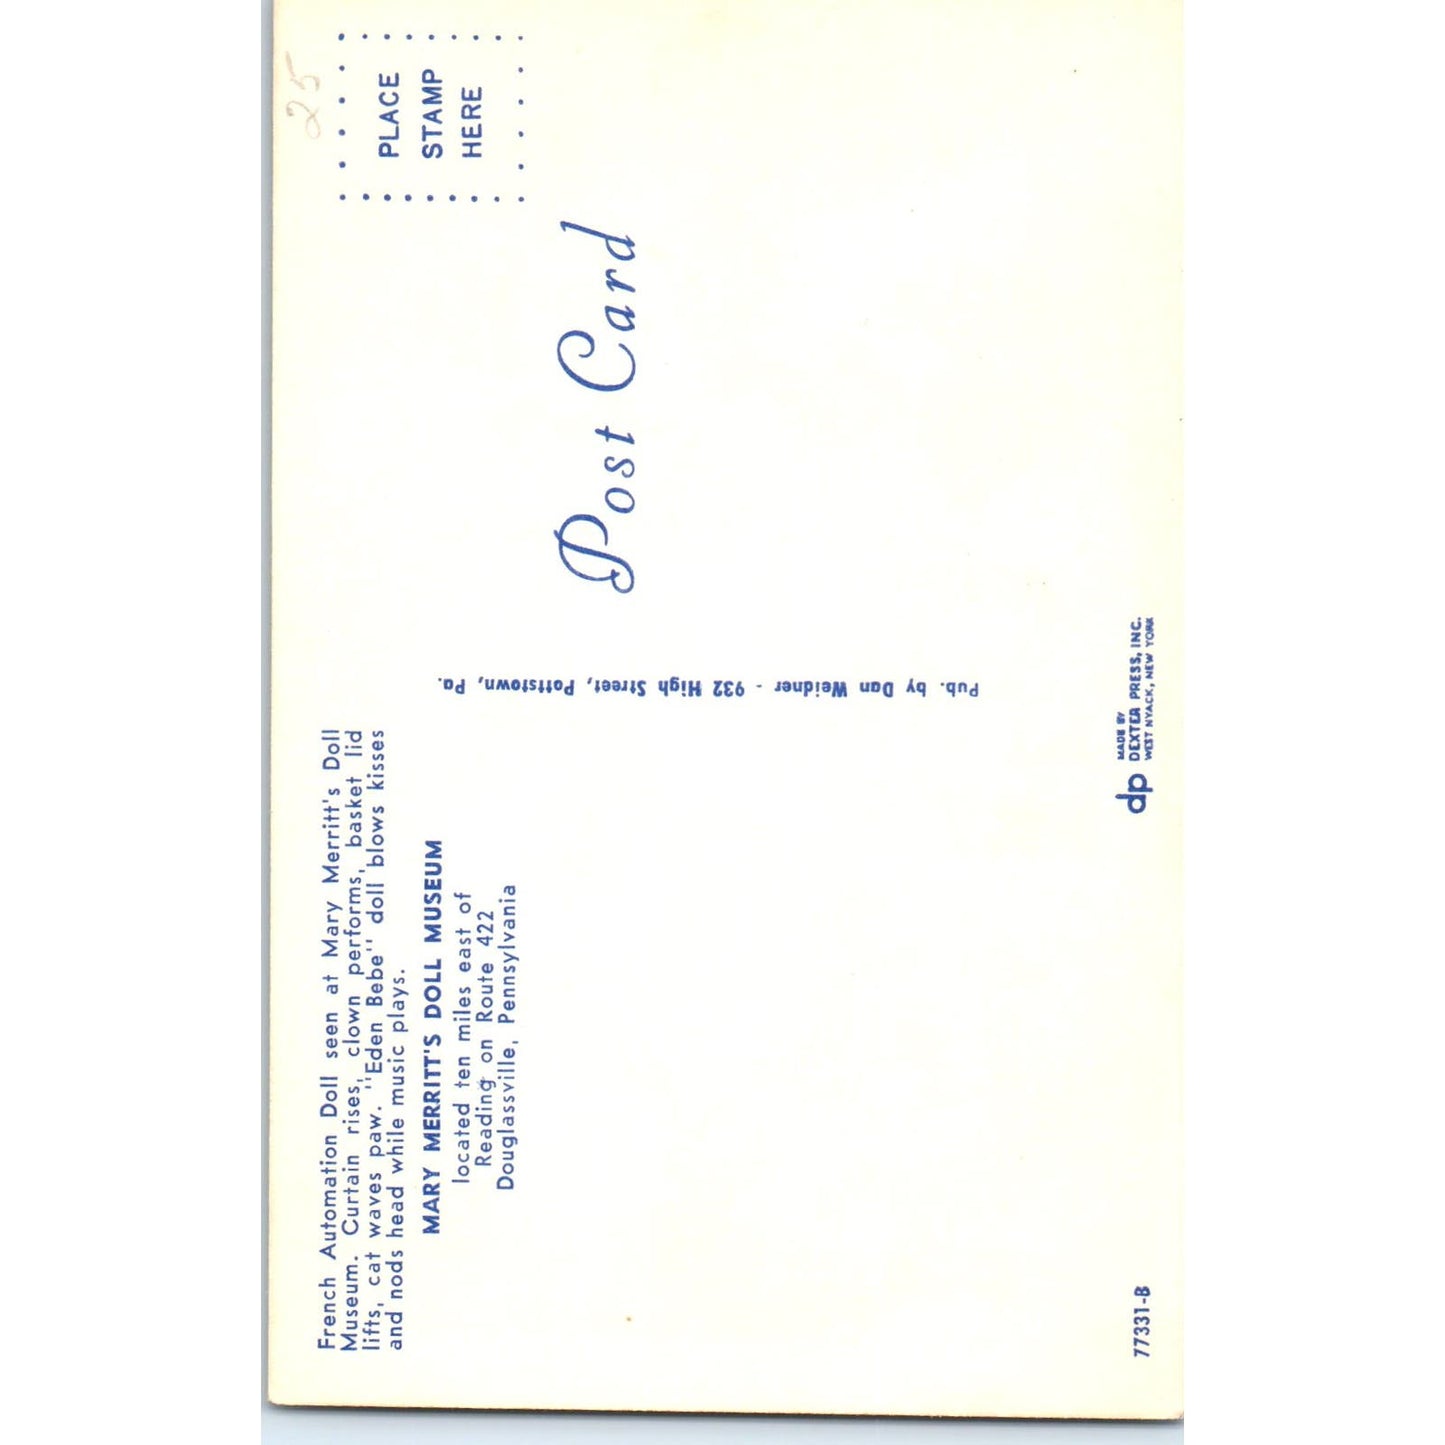 French Automation Doll seen at Mary Merritt's Doll
Museum. Curtain rises, clown performs, basket lid
lifts, cat waves paw. "Eden Bebe" doll blows kisses
and nods head while music plays.
MARY MERRITT'S DOLL MUSEUM
located ten miles east of
Reading on Route 422
Douglassville, Pennsylvania
25
PLACE
STAMP
HERE
Post Card
Pub. by Dan Weidner - 932 High Street, Pottstown, Pa.
77331-B
dp
MADE BY
DEXTER PRESS, INC.
WEST NYACK, NEW YORK